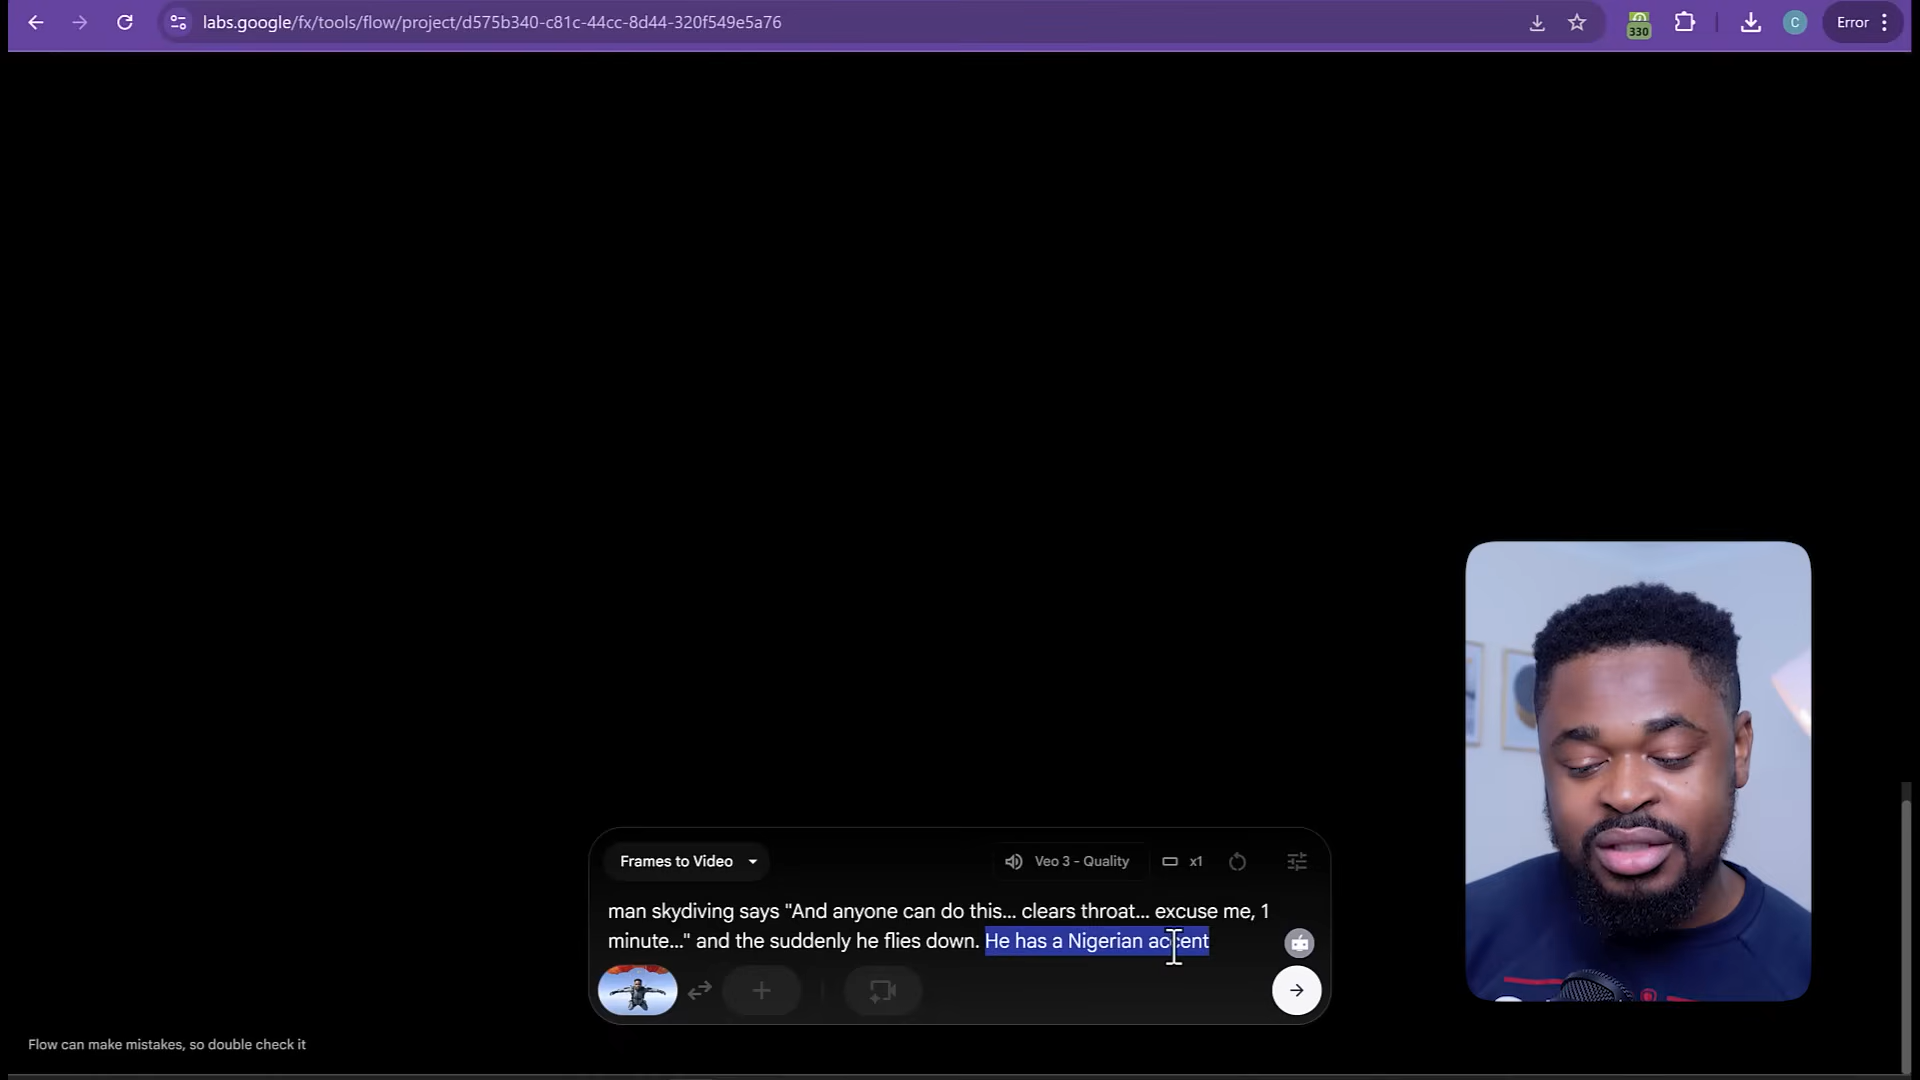 labs.google/fx/tools/flow/project/d575b340-c81c-44cc-8d44-320f549e5a76
330
C
Error
Frames to Video
Veo 3 - Quality
x1
man skydiving says "And anyone can do this... clears throat... excuse me, 1
minute..." and the suddenly he flies down. He has a Nigerian accent
Flow can make mistakes, so double check it